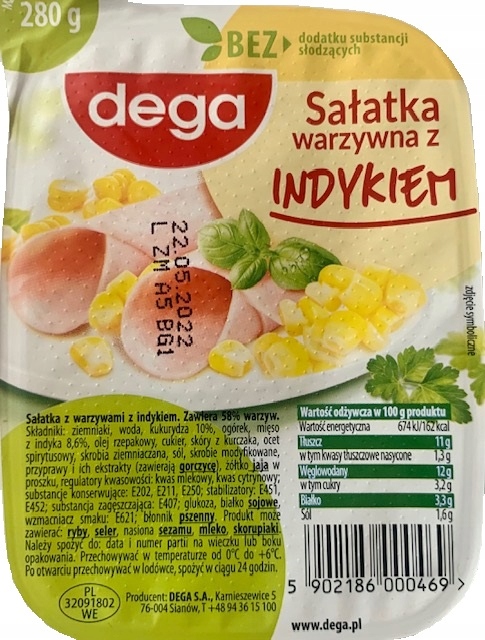 280 g
BEZ dodatku substancji
słodzących
dega
Sałatka
warzywna z
INDYKIEM
22.05.2022
L ZM A5 BG1
zdjęcie symboliczne
Sałatka z warzywami z indykiem. Zawiera 58% warzyw.
Składniki: ziemniaki, woda, kukurydza 10%, ogórek, mięso
z indyka 8,6%, olej rzepakowy, cukier, skóry z kurczaka, ocet
spirytusowy, skrobia ziemniaczana, sól, skrobie modyfikowane,
przyprawy i ich ekstrakty (zawierają gorczycę), żółtko jaja w
proszku, regulatory kwasowości: kwas mlekowy, kwas cytrynowy;
substancje konserwujące: E202, E211, E250; stabilizatory: E451,
E452; substancja zagęszczająca: E407; glukoza, białko sojowe,
wzmacniacz smaku: E621; błonnik pszenny. Produkt może
zawierać: ryby, seler, nasiona sezamu, mleko, skorupiaki.
Należy spożyć do: data i numer partii na wieczku lub boku
opakowania. Przechowywać w temperaturze od 0°C do +6°C.
Po otwarciu przechowywać w lodówce, spożyć w ciągu 24 godzin.
Wartość odżywcza w 100 g produktu
Wartość energetyczna 674 kJ/162 kcal
Tłuszcz 11 g
w tym kwasy tłuszczowe nasycone 1,3 g
Węglowodany 12 g
w tym cukry 3,2 g
Białko 3,3 g
Sól 1,6 g
5 902186 000469 >
PL
32091802
WE
Producent: DEGA S.A., Karnieszewice 5
76-004 Sianów, T +48 94 36 15 100
www.dega.pl